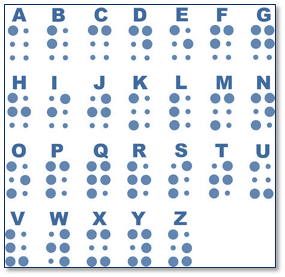 A B C D E F G
H I J K L M N
O P Q R S T U
V W X Y Z